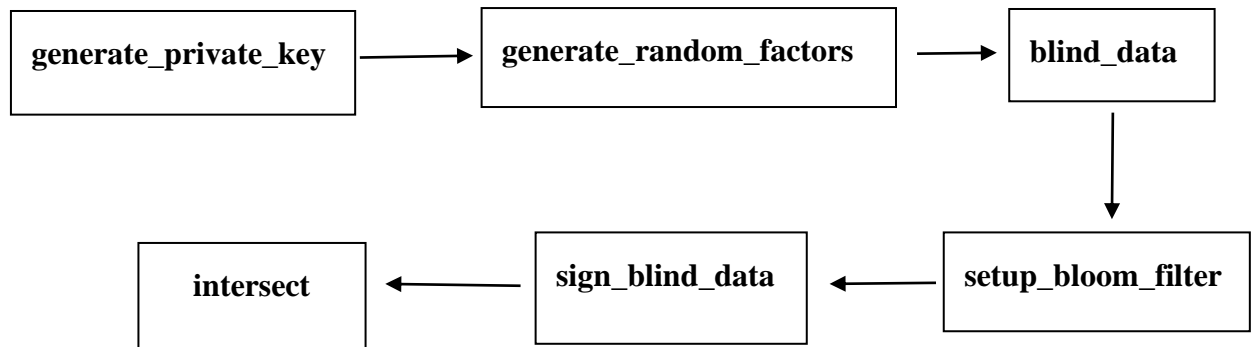 generate_private_key
generate_random_factors
blind_data
setup_bloom_filter
sign_blind_data
intersect